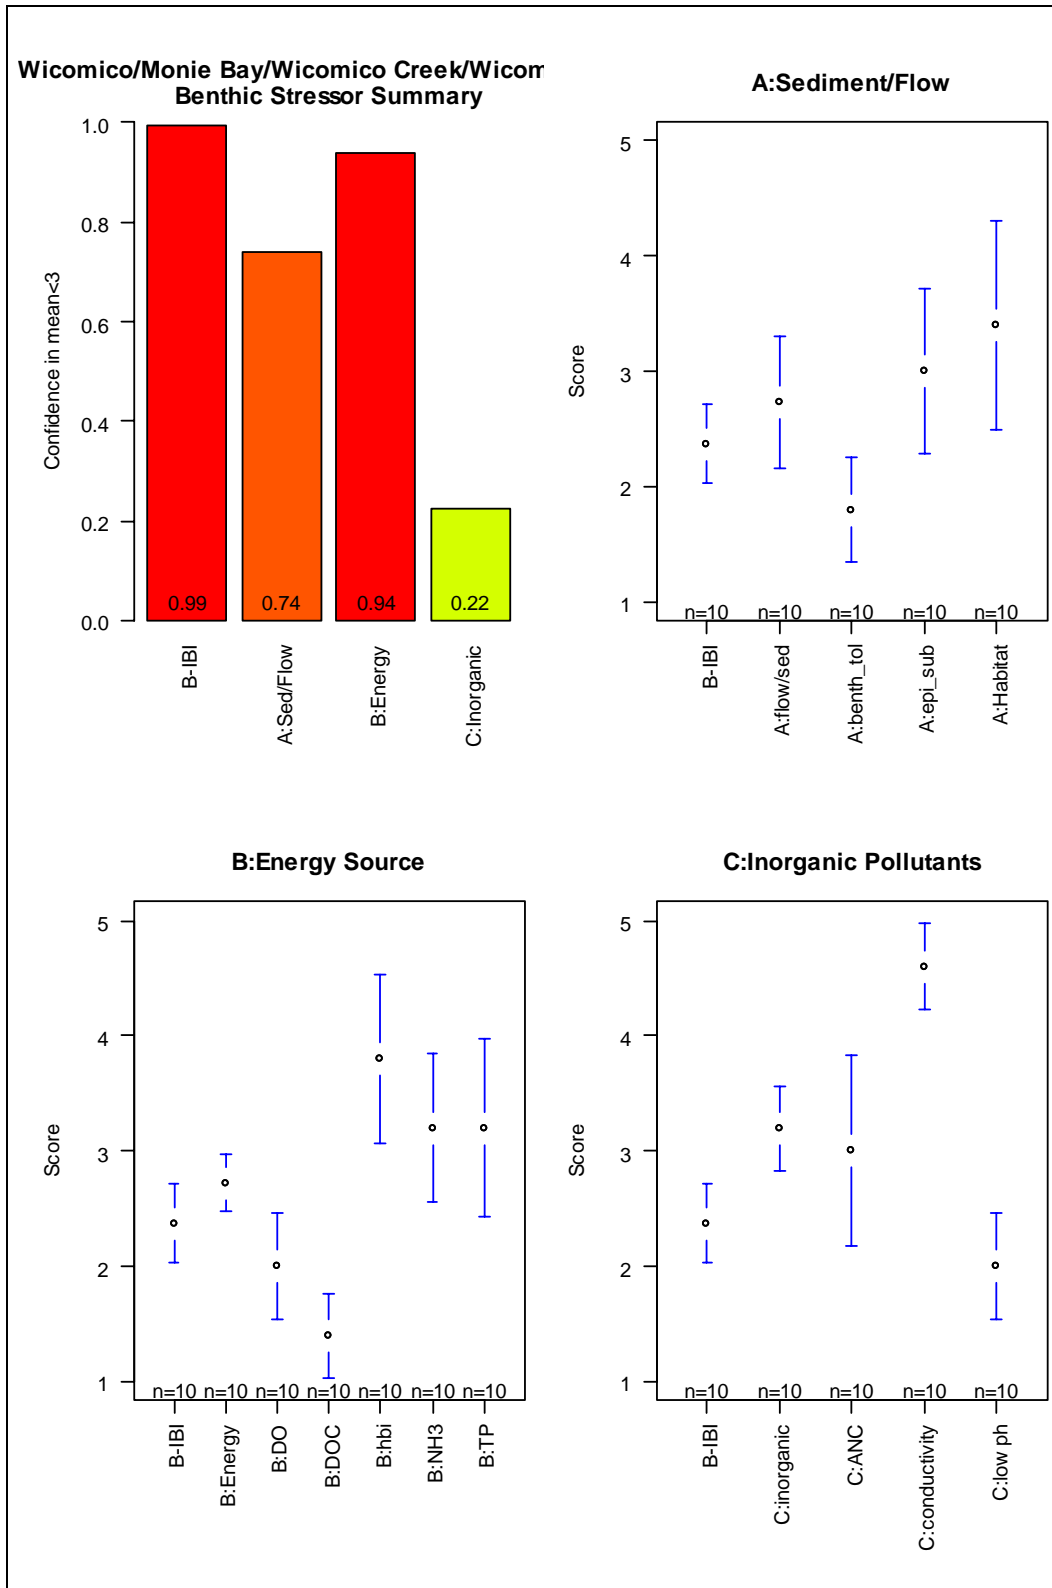 Wicomico/Monie Bay/Wicomico Creek/Wicom
Benthic Stressor Summary
Confidence in mean<3
1.0
0.8
0.6
0.4
0.2
0.0
0.99 0.74 0.94 0.22
B-IBI
A:Sed/Flow
B:Energy
C:Inorganic
A:Sediment/Flow
Score
5
4
3
2
1
n=10 n=10 n=10 n=10 n=10
B-IBI
A:flow/sed
A:benth_tol
A:epi_sub
A:Habitat
B:Energy Source
Score
5
4
3
2
1
n=10 n=10 n=10 n=10 n=10 n=10 n=10
B-IBI
B:Energy
B:DO
B:DOC
B:hbi
B:NH3
B:TP
C:Inorganic Pollutants
Score
5
4
3
2
1
n=10 n=10 n=10 n=10 n=10
B-IBI
C:inorganic
C:ANC
C:conductivity
C:low ph